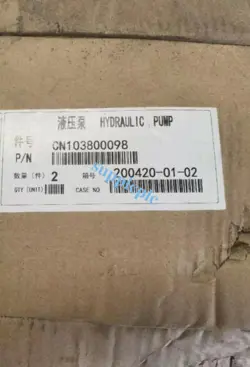 液压泵 HYDRAULIC PUMP
件号
P/N CN103800098
数量(件) 2 箱号 200420-01-02
QTY (UNIT) CASE NO